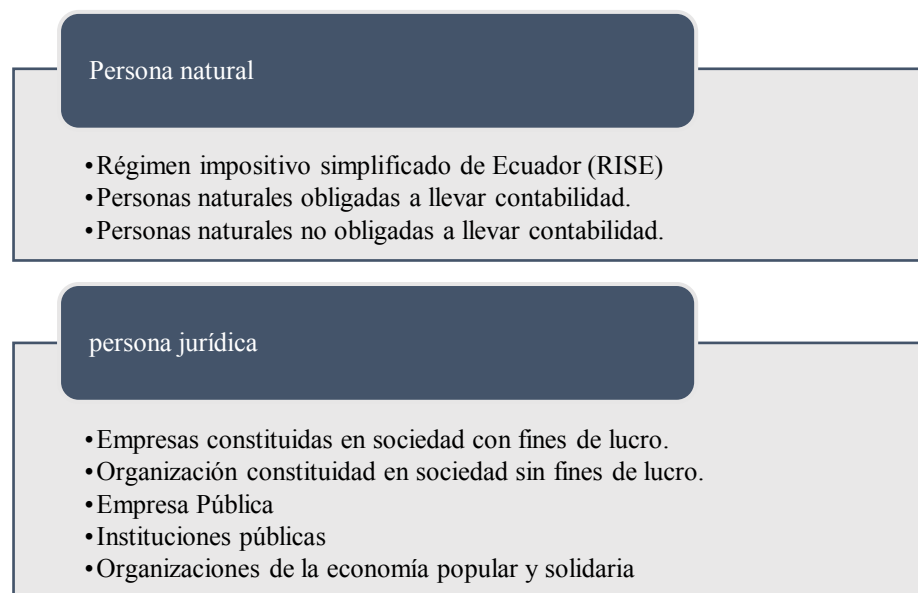 Persona natural
•Régimen impositivo simplificado de Ecuador (RISE)
•Personas naturales obligadas a llevar contabilidad.
•Personas naturales no obligadas a llevar contabilidad.
persona jurídica
•Empresas constituidas en sociedad con fines de lucro.
•Organización constituidad en sociedad sin fines de lucro.
•Empresa Pública
•Instituciones públicas
•Organizaciones de la economía popular y solidaria